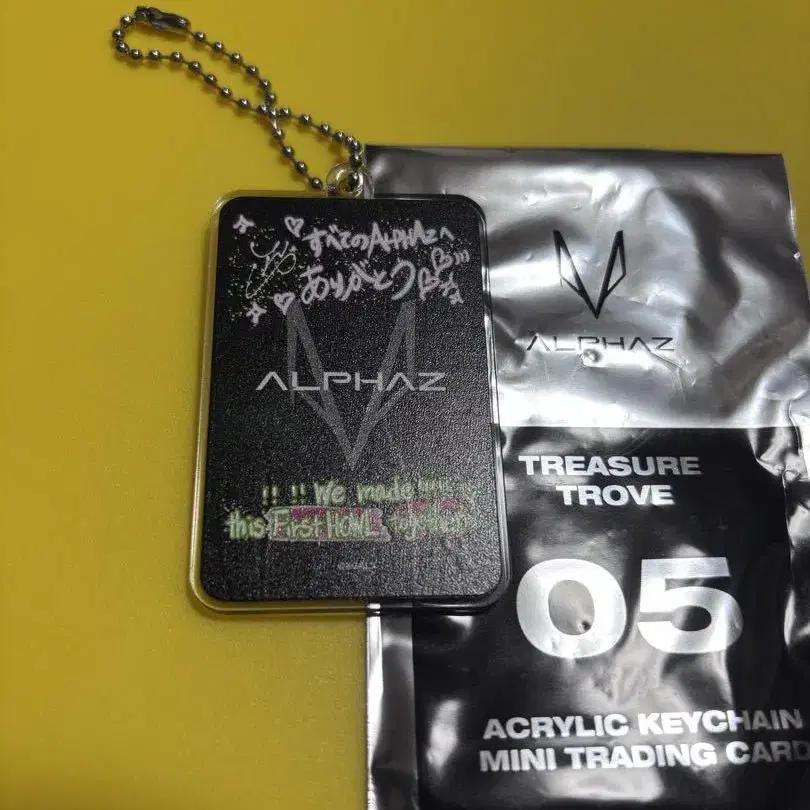 すべてのALPHAZへ
ありがとう
ALPHAZ
!! !! We made
this First HOWL together
ALPHAZ
TREASURE
TROVE
05
ACRYLIC KEYCHAIN
MINI TRADING CARD